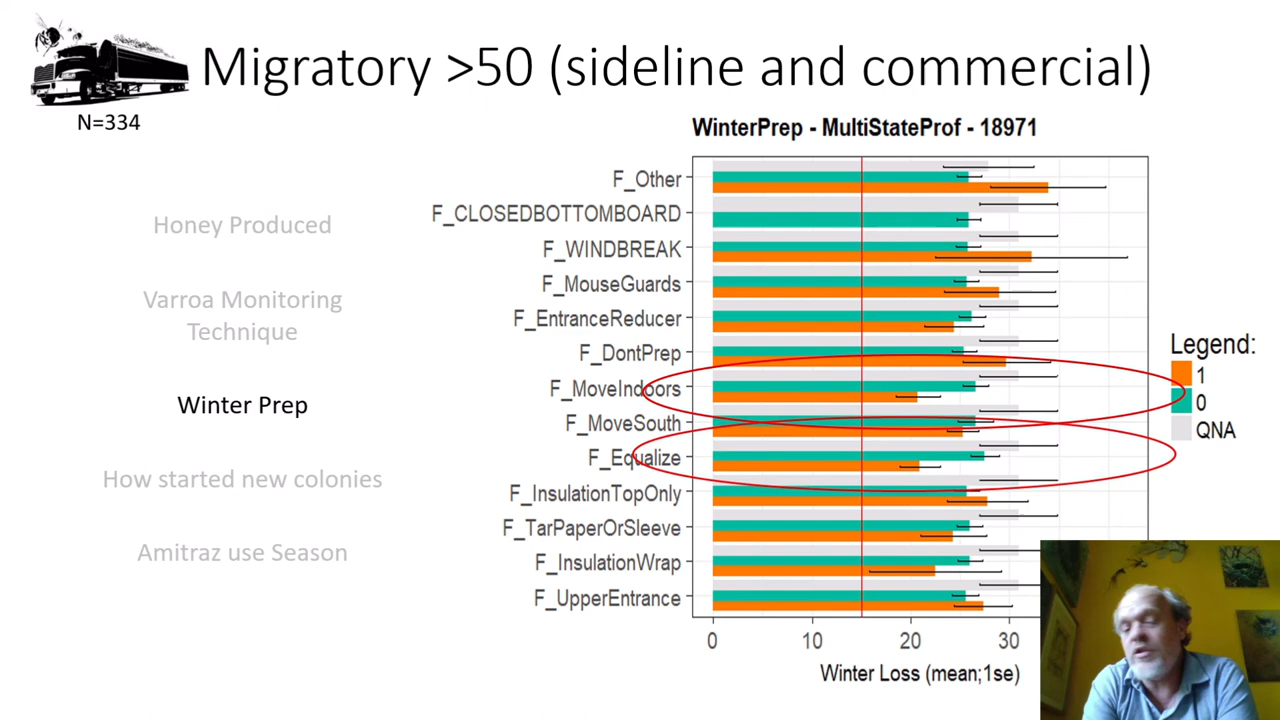 Migratory >50 (sideline and commercial)
N=334
Honey Produced
Varroa Monitoring
Technique
Winter Prep
How started new colonies
Amitraz use Season
WinterPrep - MultiStateProf - 18971
F_Other
F_CLOSEDBOTTOMBOARD
F_WINDBREAK
F_MouseGuards
F_EntranceReducer
F_DontPrep
F_MoveIndoors
F_MoveSouth
F_Equalize
F_InsulationTopOnly
F_TarPaperOrSleeve
F_InsulationWrap
F_UpperEntrance
0 10 20 30
Winter Loss (mean;1se)
Legend:
1
0
QNA